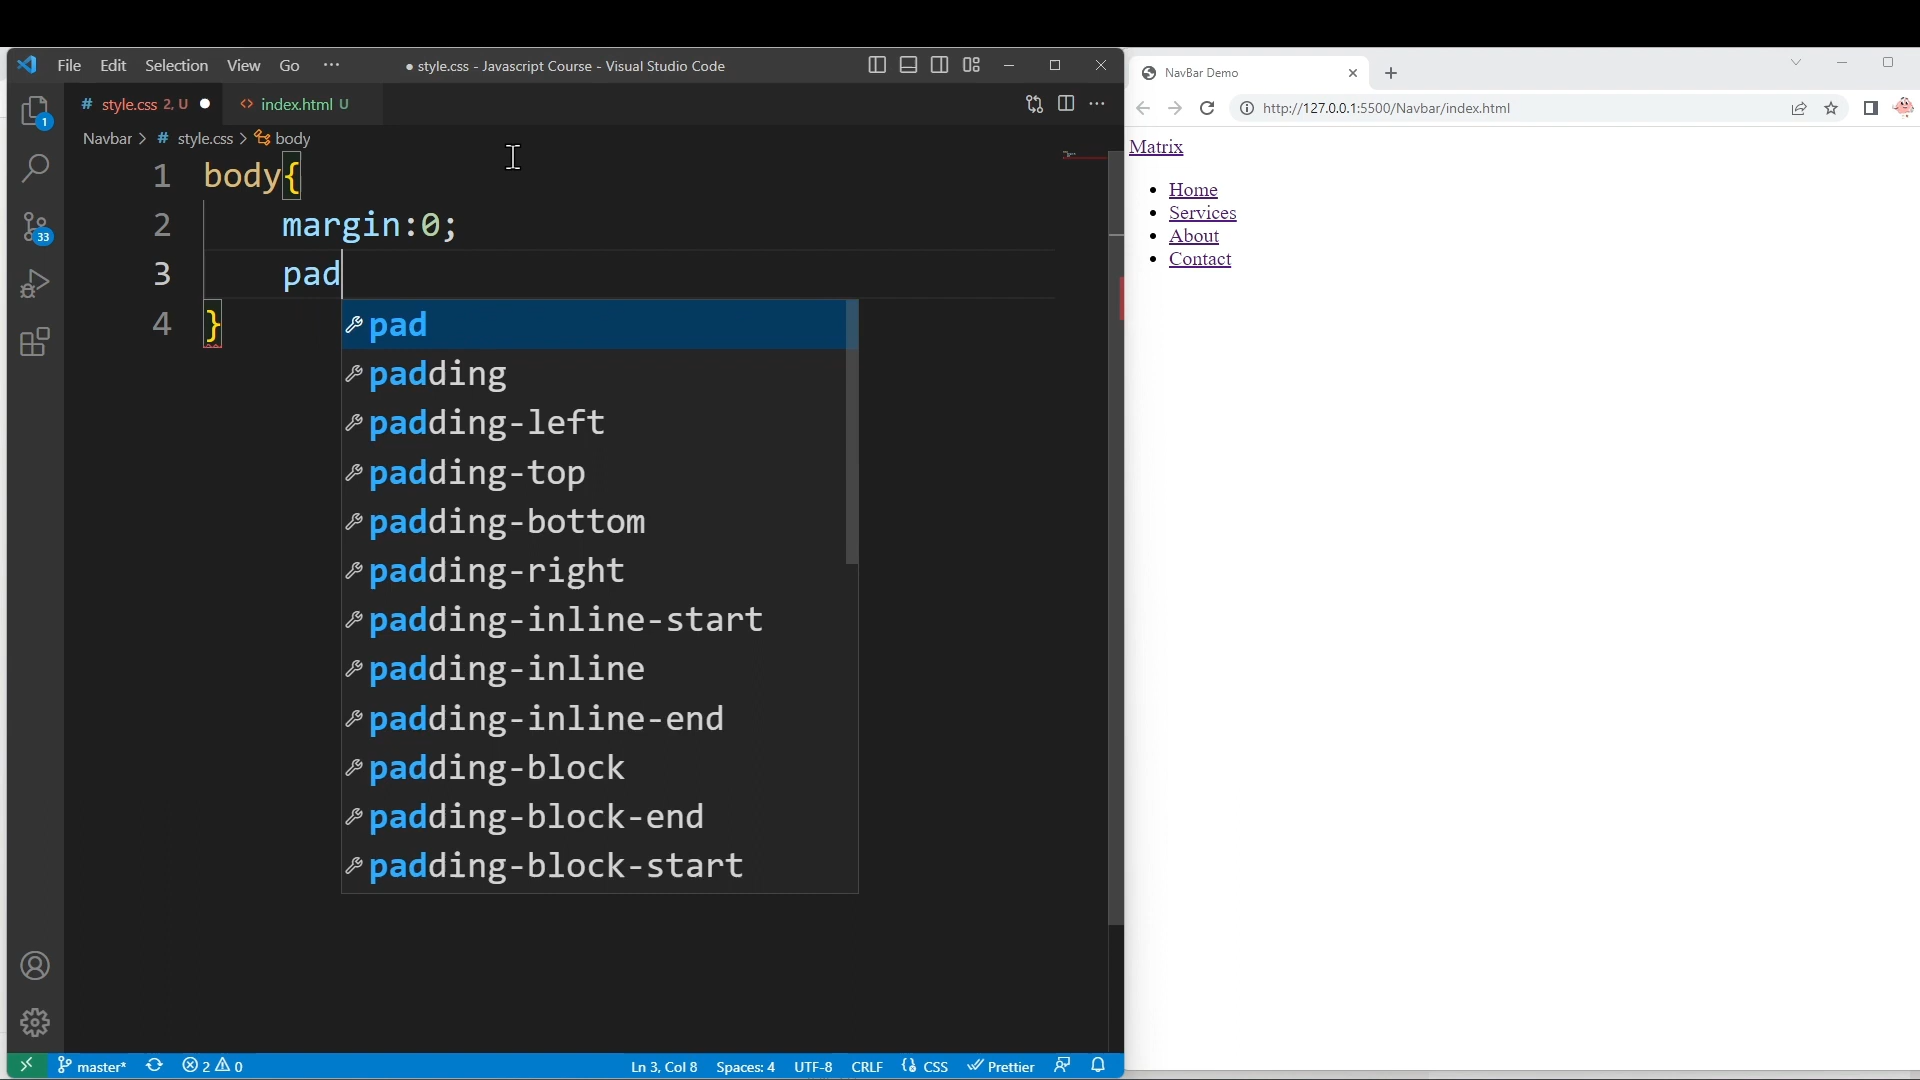 File Edit Selection View Go ··· ● style.css - Javascript Course - Visual Studio Code
# style.css 2, U ● <> index.html U
Navbar > # style.css > body
1 body{
2 margin:0;
3 pad
4 }
pad
padding
padding-left
padding-top
padding-bottom
padding-right
padding-inline-start
padding-inline
padding-inline-end
padding-block
padding-block-end
padding-block-start
1
33
master* 2 0 Ln 3, Col 8 Spaces: 4 UTF-8 CRLF {} CSS Prettier
NavBar Demo
http://127.0.0.1:5500/Navbar/index.html
Matrix
• Home
• Services
• About
• Contact